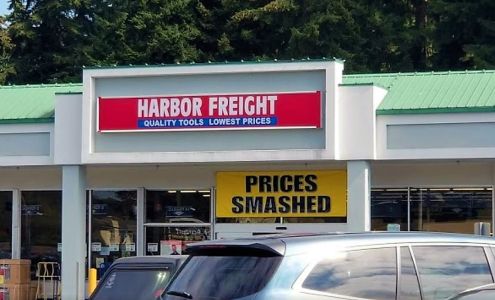 HARBOR FREIGHT
QUALITY TOOLS LOWEST PRICES
PRICES
SMASHED